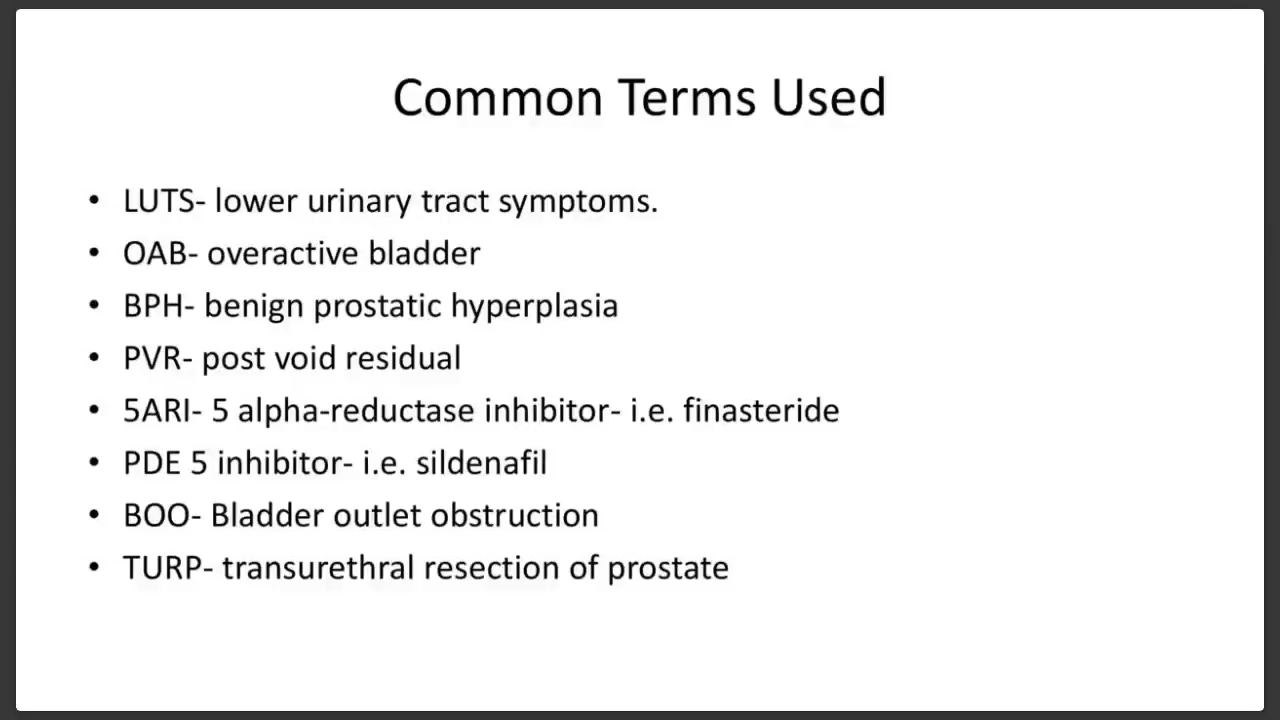 Common Terms Used
• LUTS- lower urinary tract symptoms.
• OAB- overactive bladder
• BPH- benign prostatic hyperplasia
• PVR- post void residual
• 5ARI- 5 alpha-reductase inhibitor- i.e. finasteride
• PDE 5 inhibitor- i.e. sildenafil
• BOO- Bladder outlet obstruction
• TURP- transurethral resection of prostate